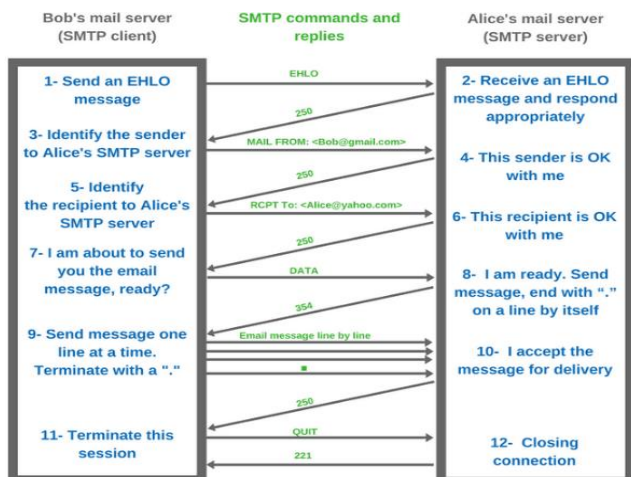 Bob's mail server
(SMTP client)
SMTP commands and
replies
Alice's mail server
(SMTP server)
1- Send an EHLO
message
EHLO
2- Receive an EHLO
message and respond
appropriately
250
3- Identify the sender
to Alice's SMTP server
MAIL FROM: <Bob@gmail.com>
4- This sender is OK
with me
250
5- Identify
the recipient to Alice's
SMTP server
RCPT To: <Alice@yahoo.com>
6- This recipient is OK
with me
250
7- I am about to send
you the email
message, ready?
DATA
8- I am ready. Send
message, end with “.”
on a line by itself
354
9- Send message one
line at a time.
Terminate with a "."
Email message line by line
.
10- I accept the
message for delivery
250
11- Terminate this
session
QUIT
12- Closing
connection
221